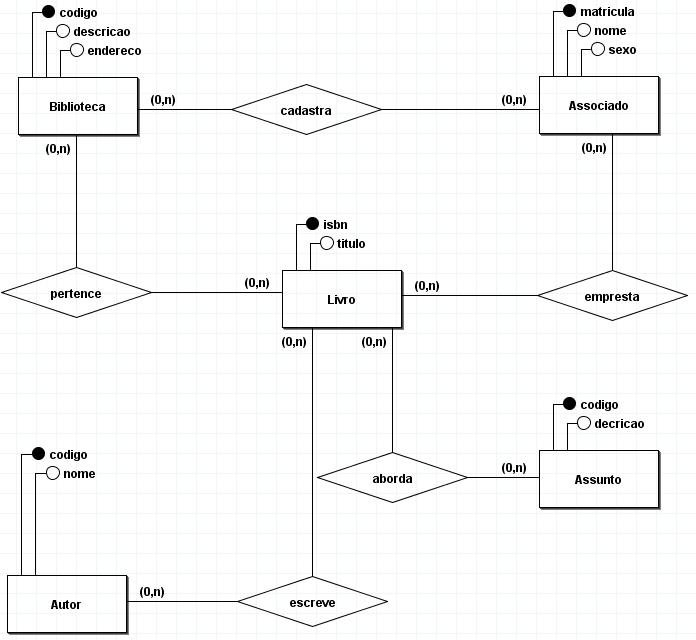 codigo
descricao
endereco
Biblioteca
(0,n)
(0,n)
cadastra
(0,n)
matricula
nome
sexo
Associado
(0,n)
pertence
(0,n)
isbn
titulo
Livro
(0,n)
empresta
(0,n)
(0,n)
codigo
decricao
aborda
(0,n)
Assunto
codigo
nome
Autor
(0,n)
escreve